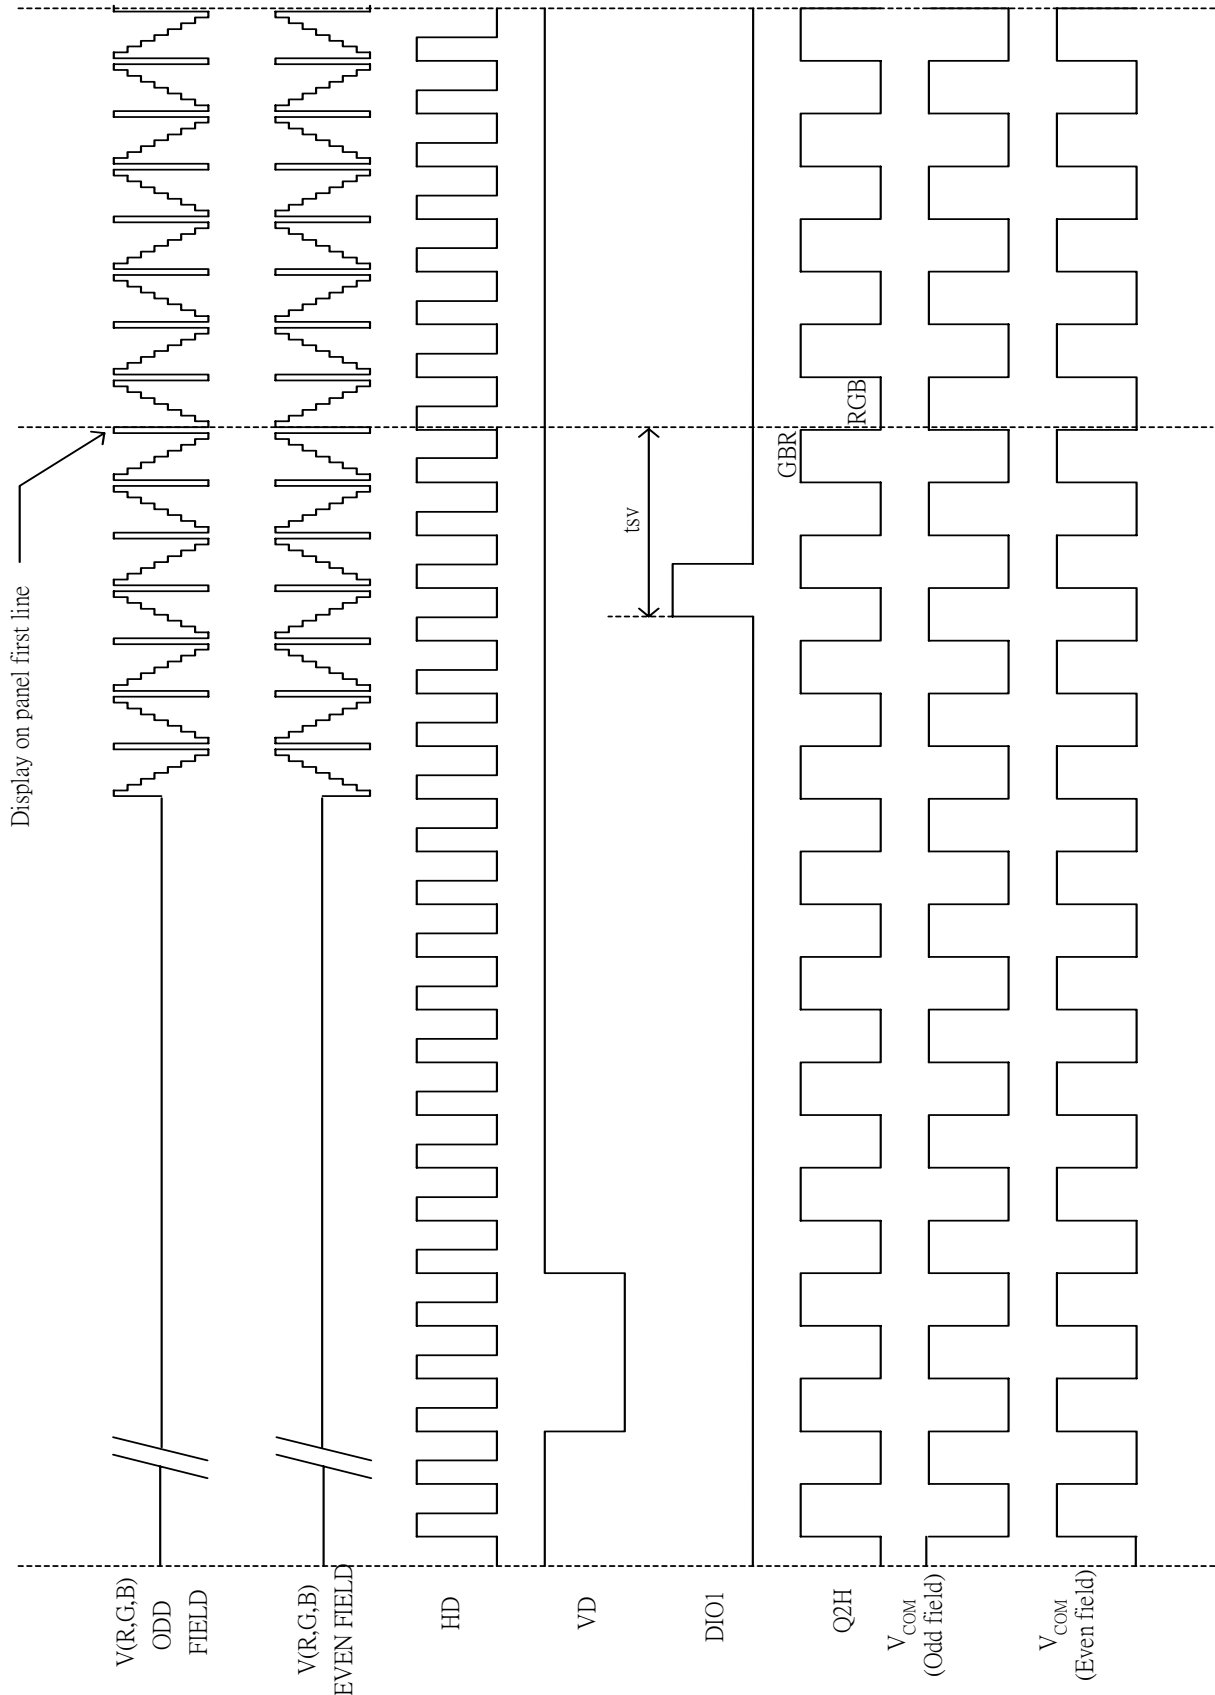 Display on panel first line
tsv
GBR
RGB
V(R,G,B)
ODD
FIELD
V(R,G,B)
EVEN FIELD
HD
VD
DIO1
Q2H
VCOM
(Odd field)
VCOM
(Even field)